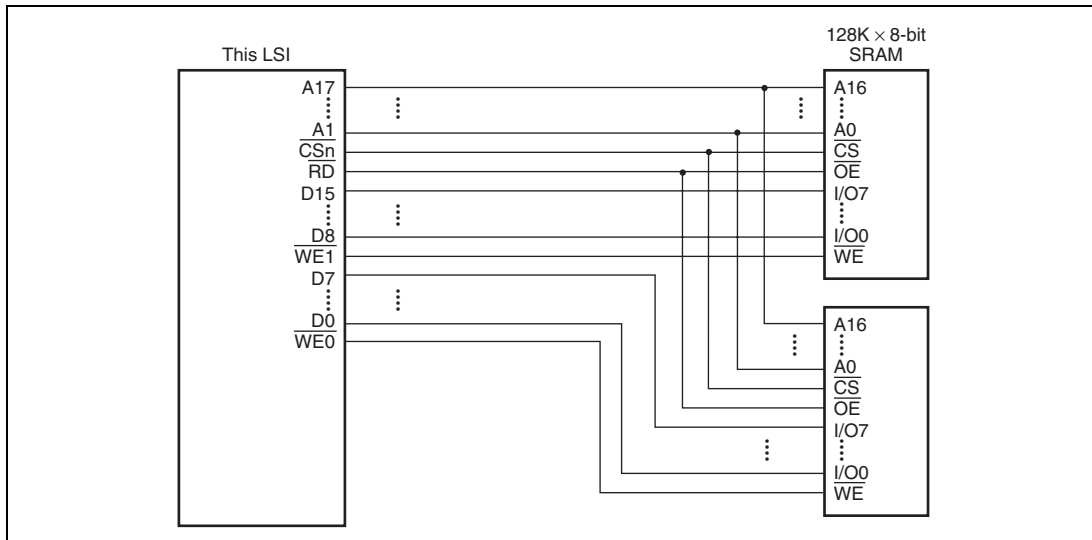 This LSI
A17
A1
CSn
RD
D15
D8
WE1
D7
D0
WE0
128K × 8-bit
SRAM
A16
A0
CS
OE
I/O7
I/O0
WE
A16
A0
CS
OE
I/O7
I/O0
WE